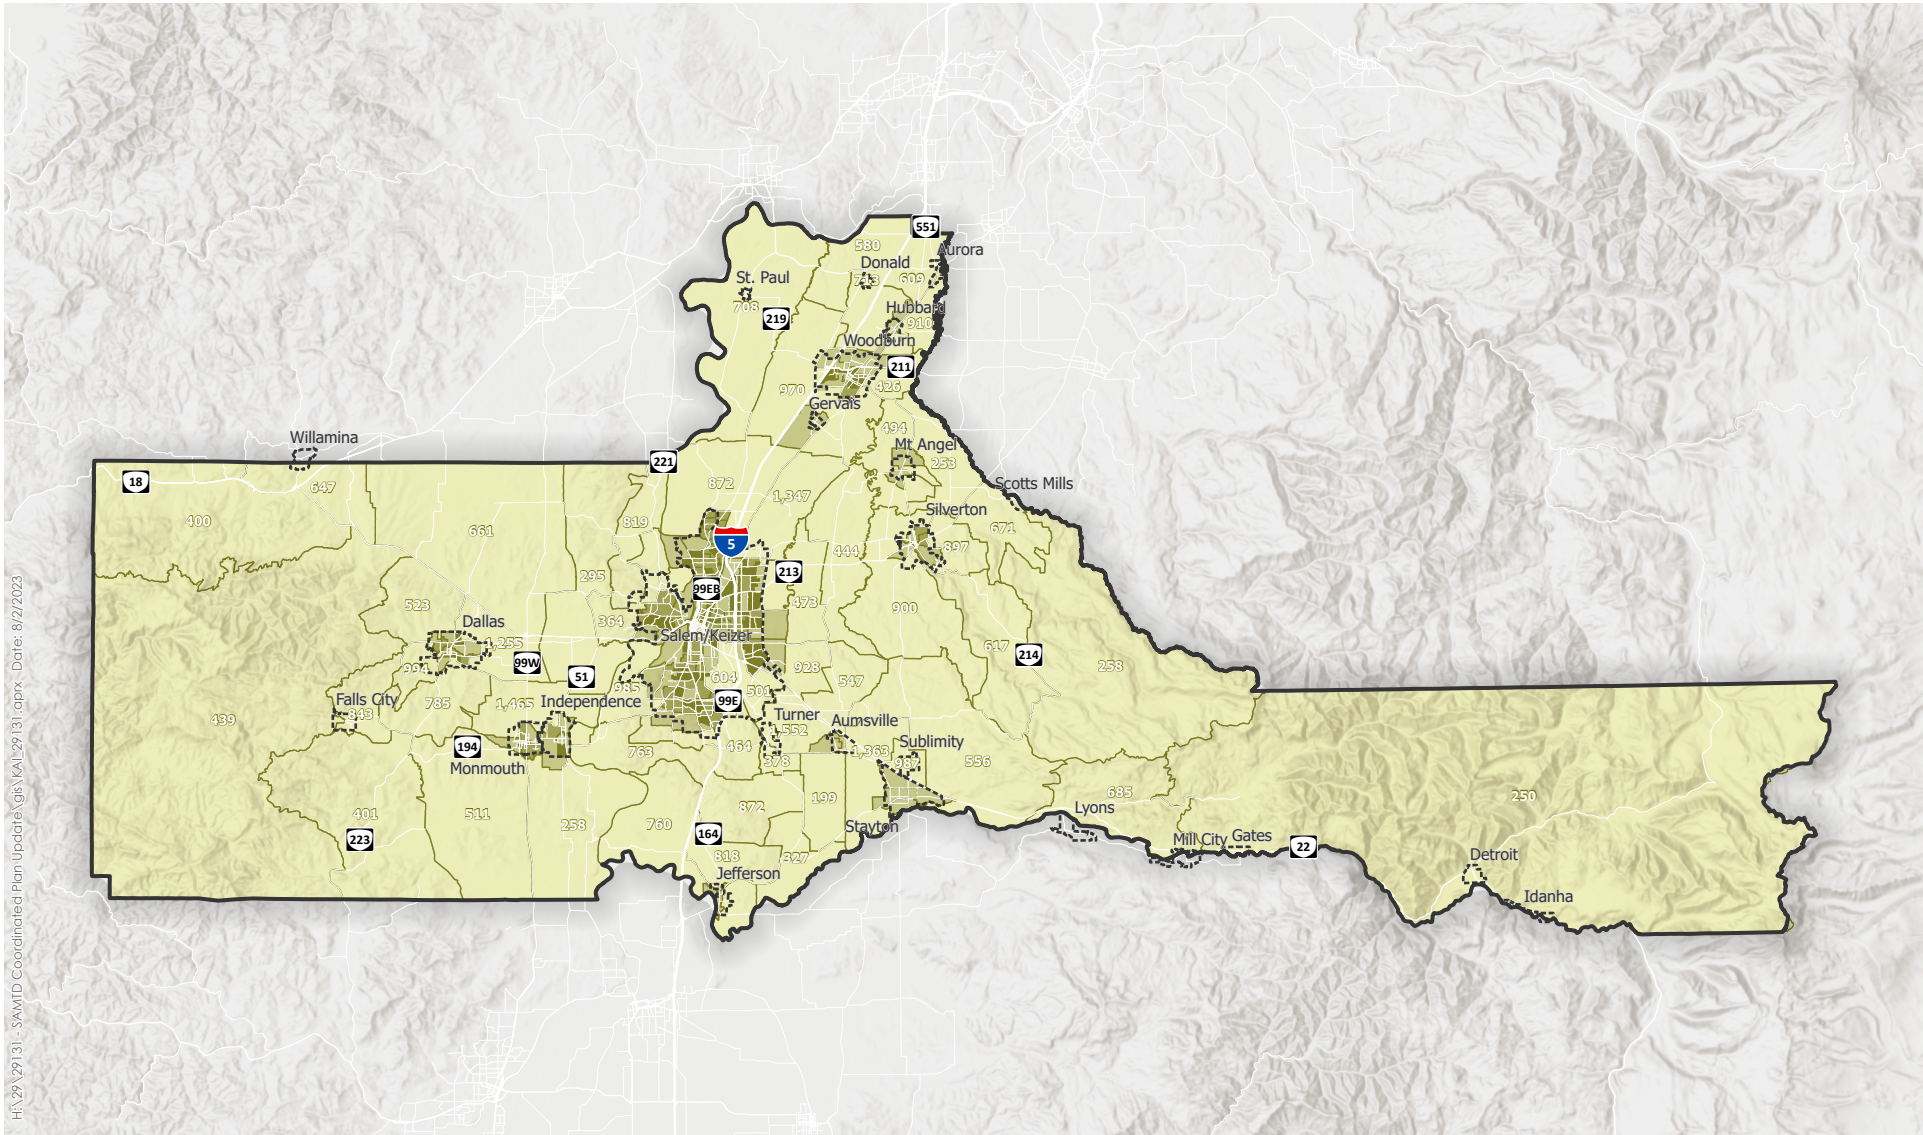 551
580
Aurora
Donald
713
609
St. Paul
708
219
Hubbard
910
Woodburn
211
970
426
Gervais
494
Mt Angel
253
Willamina
221
18
647
872
Scotts Mills
1,347
Silverton
400
819
661
671
5
444
897
213
295
99EB
523
473
900
364
Dallas
Salem/Keizer
1,255
617
214
99W
258
994
928
51
604
547
985
501
Falls City
785
1,465
Independence
99E
843
439
Turner
Aumsville
1,552
194
464
Sublimity
763
1,363
Monmouth
378
987
556
685
250
199
401
511
872
Lyons
258
760
Stayton
223
164
Mill City
Gates
22
818
327
Detroit
Jefferson
Idanha
H:\29\29131 - SAMTD Coordinated Plan Update\gis\KAI_29131.aprx Date: 8/2/2023